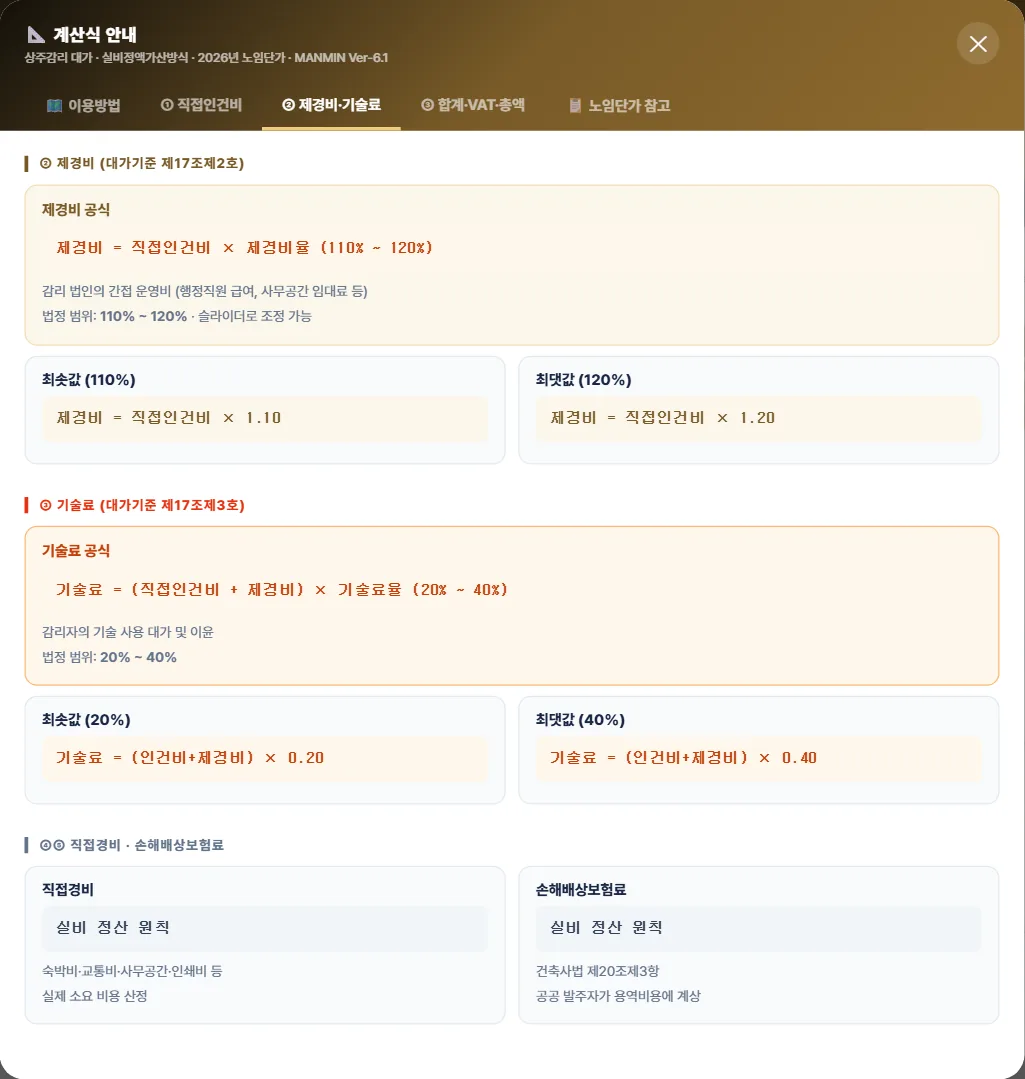 계산식 안내
상주감리 대가 · 실비정액가산방식 · 2026년 노임단가 · MANMIN Ver-6.1
이용방법 ① 직접인건비 ② 제경비·기술료 ③ 합계·VAT·총액 노임단가 참고
② 제경비 (대가기준 제17조제2호)
제경비 공식
제경비 = 직접인건비 × 제경비율 (110% ~ 120%)
감리 법인의 간접 운영비 (행정직원 급여, 사무공간 임대료 등)
법정 범위: 110% ~ 120% · 슬라이더로 조정 가능
최솟값 (110%)
제경비 = 직접인건비 × 1.10
최댓값 (120%)
제경비 = 직접인건비 × 1.20
③ 기술료 (대가기준 제17조제3호)
기술료 공식
기술료 = (직접인건비 + 제경비) × 기술료율 (20% ~ 40%)
감리자의 기술 사용 대가 및 이윤
법정 범위: 20% ~ 40%
최솟값 (20%)
기술료 = (인건비+제경비) × 0.20
최댓값 (40%)
기술료 = (인건비+제경비) × 0.40
④⑤ 직접경비 · 손해배상보험료
직접경비
실비 정산 원칙
숙박비·교통비·사무공간·인쇄비 등
실제 소요 비용 산정
손해배상보험료
실비 정산 원칙
건축사법 제20조제3항
공공 발주자가 용역비용에 계상